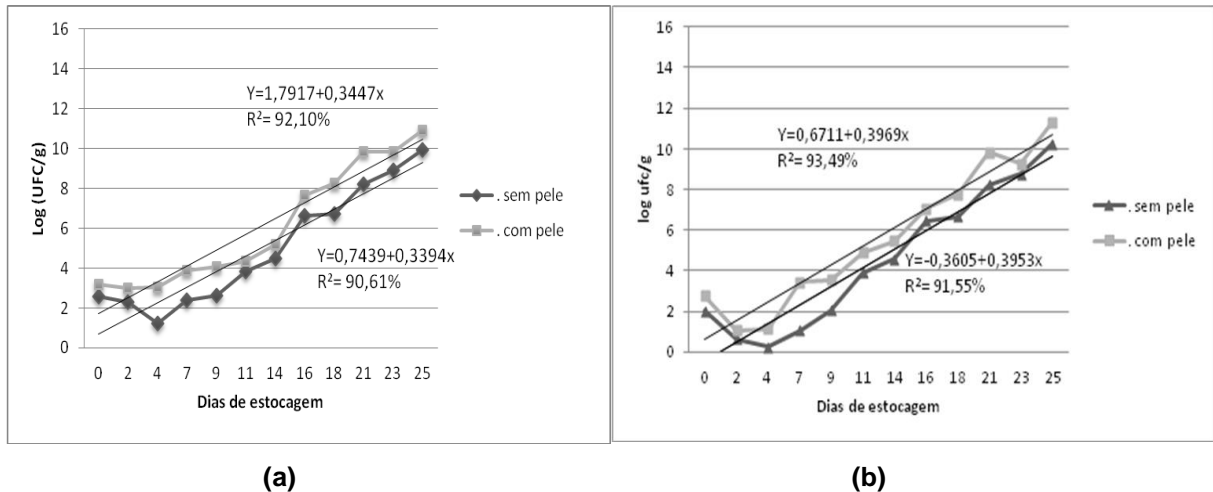 16
14
12
10
8
6
4
2
0
Log (UFC/g)
Y=1,7917+0,3447x
R²= 92,10%
Y=0,7439+0,3394x
R²= 90,61%
0 2 4 7 9 11 14 16 18 21 23 25
Dias de estocagem
. sem pele
. com pele
(a)
16
14
12
10
8
6
4
2
0
log ufc/g
Y=0,6711+0,3969x
R²= 93,49%
Y=-0,3605+0,3953x
R²= 91,55%
0 2 4 7 9 11 14 16 18 21 23 25
Dias de estocagem
. sem pele
. com pele
(b)